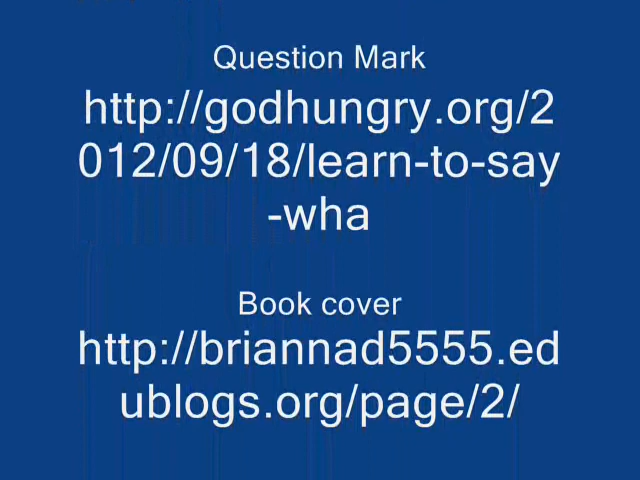 Question Mark
http://godhungry.org/2
012/09/18/learn-to-say
-wha
Book cover
http://briannad5555.ed
ublogs.org/page/2/